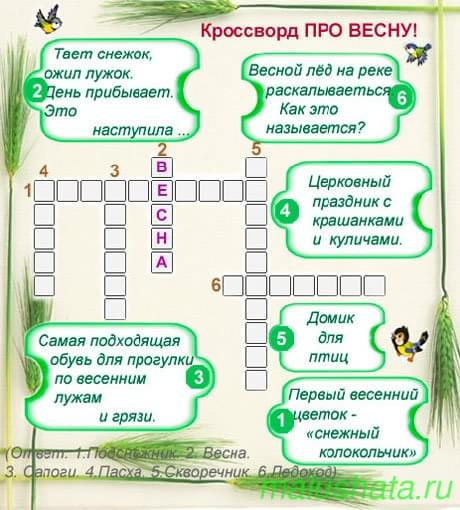 Кроссворд ПРО ВЕСНУ!
Тает снежок,
ожил лужок.
День прибывает.
Это
наступила ...
2
Весной лёд на реке
раскалываеться.
Как это
называется?
6
4
3
2
5
1
В
Е
С
Н
А
6
Церковный
праздник с
крашанками
и куличами.
4
Домик
для
птиц
5
Самая подходящая
обувь для прогулки
по весенним
лужам
и грязи.
3
Первый весенний
цветок -
«снежный
колокольчик»
1
(Ответ. 1.Подснежник. 2. Весна.
3. Сапоги. 4.Пасха. 5.Скворечник. 6.Ледоход)
malushata.ru